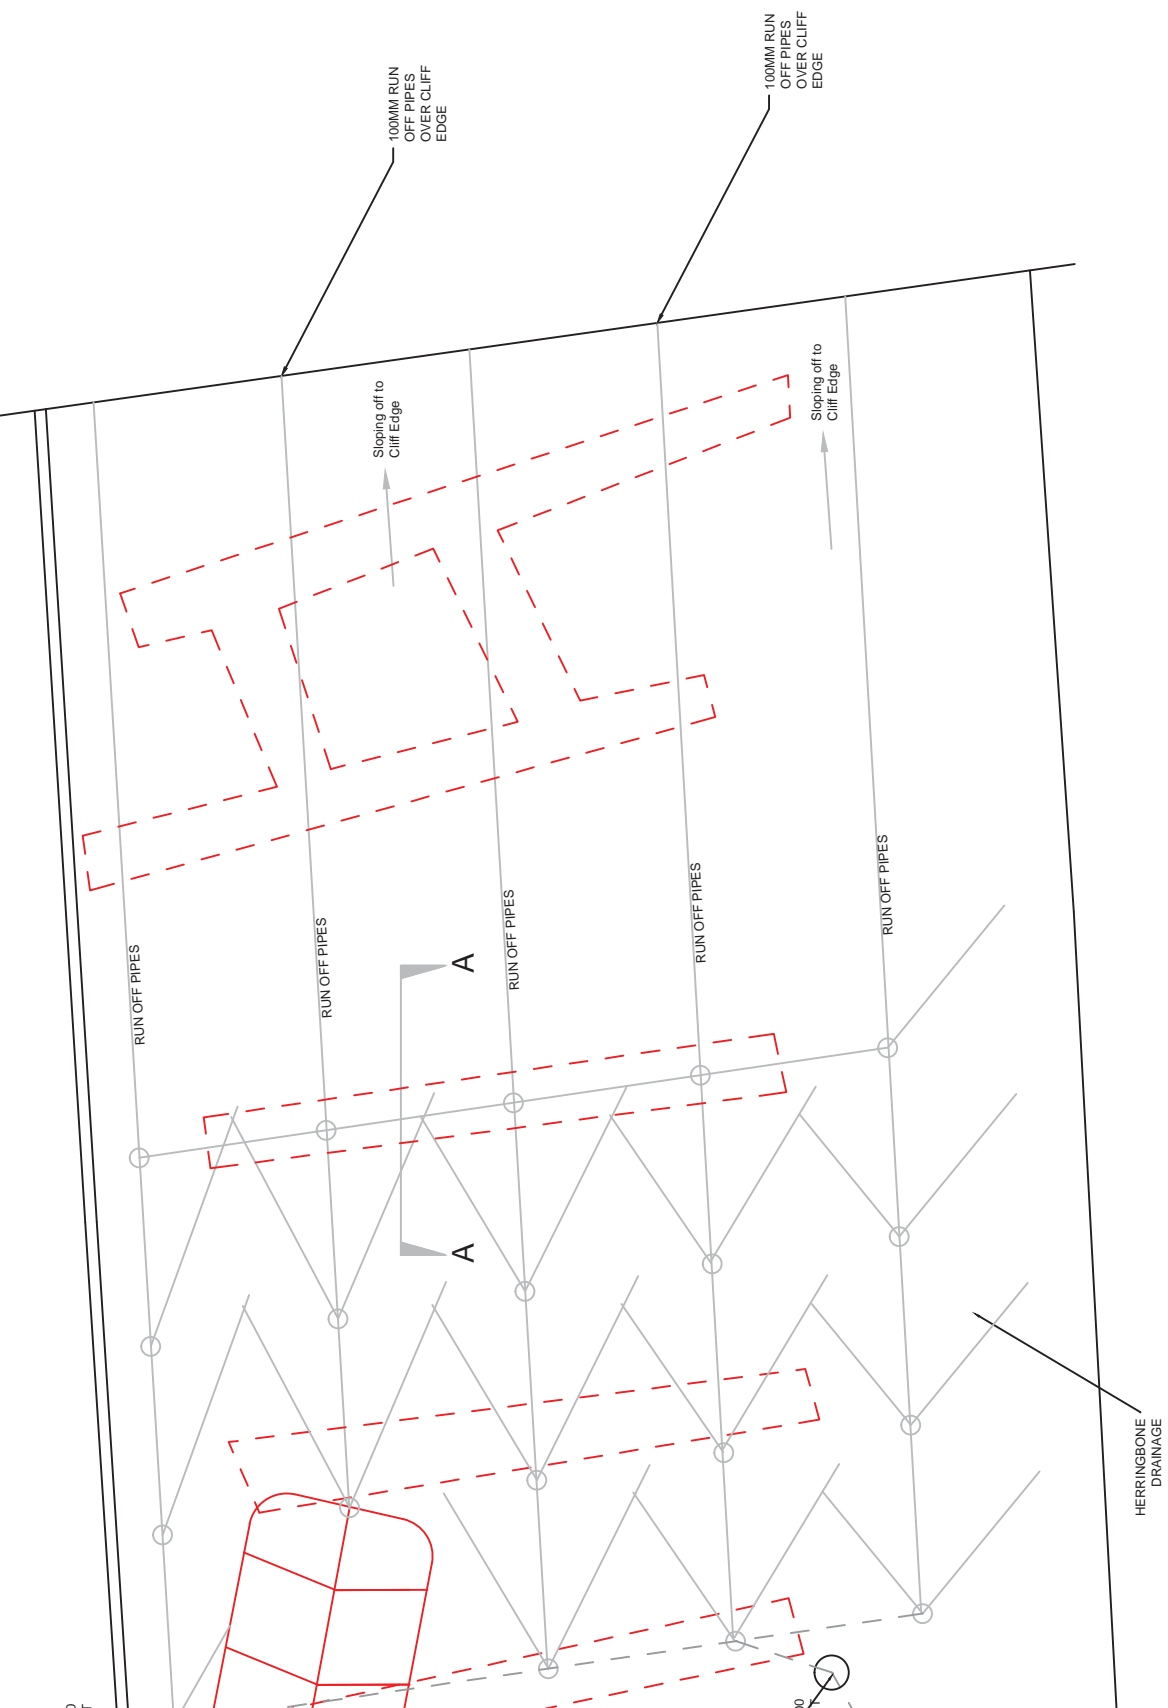 100MM RUN
OFF PIPES
OVER CLIFF
EDGE
100MM RUN
OFF PIPES
OVER CLIFF
EDGE
Sloping off to
Cliff Edge
Sloping off to
Cliff Edge
RUN OFF PIPES
RUN OFF PIPES
RUN OFF PIPES
RUN OFF PIPES
RUN OFF PIPES
A
A
HERRINGBONE
DRAINAGE